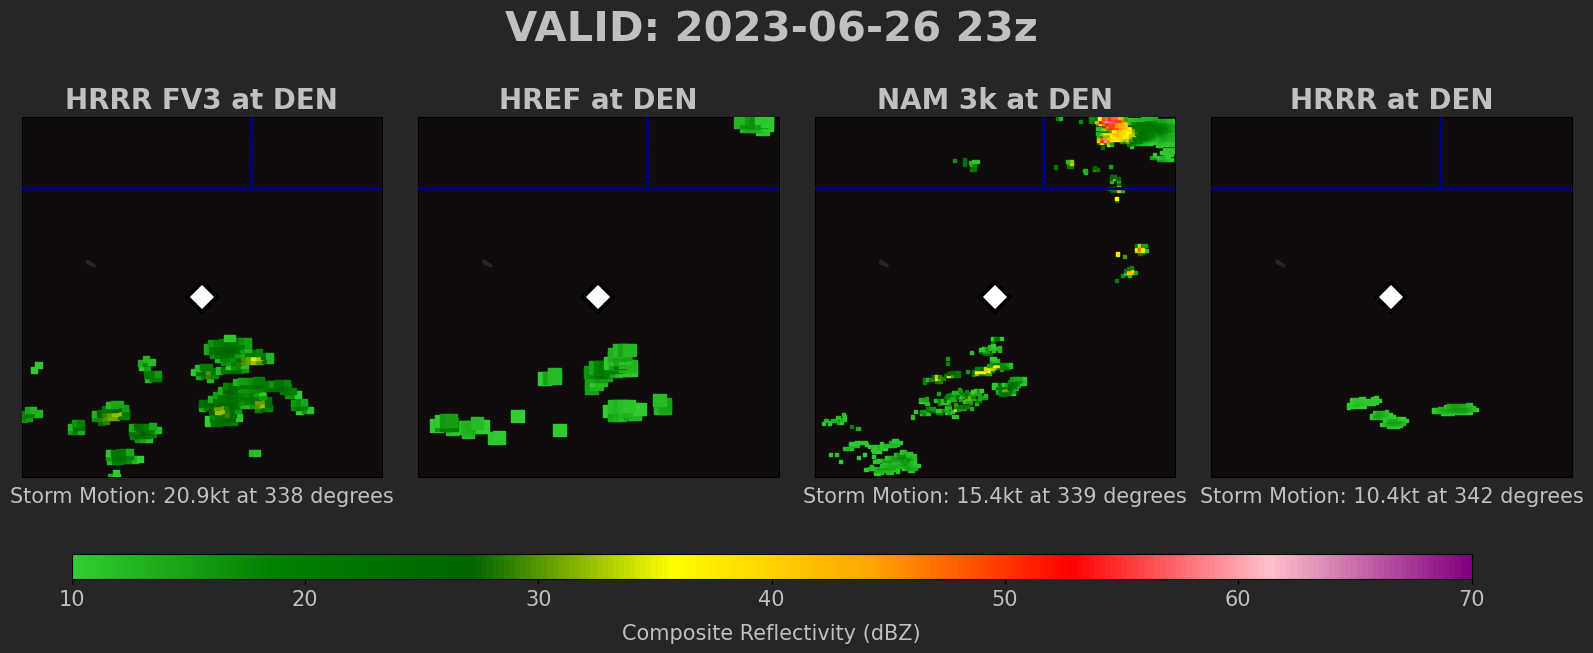 VALID: 2023-06-26 23z
HRRR FV3 at DEN
HREF at DEN
NAM 3k at DEN
HRRR at DEN
Storm Motion: 20.9kt at 338 degrees
Storm Motion: 15.4kt at 339 degrees
Storm Motion: 10.4kt at 342 degrees
10 20 30 40 50 60 70
Composite Reflectivity (dBZ)